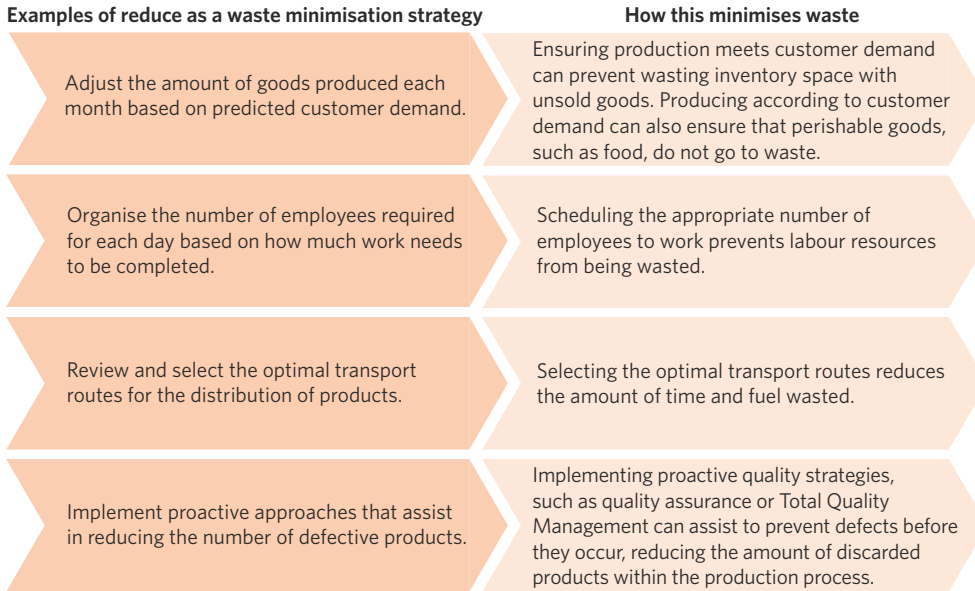 Examples of reduce as a waste minimisation strategy
How this minimises waste
Adjust the amount of goods produced each
month based on predicted customer demand.
Ensuring production meets customer demand
can prevent wasting inventory space with
unsold goods. Producing according to customer
demand can also ensure that perishable goods,
such as food, do not go to waste.
Organise the number of employees required
for each day based on how much work needs
to be completed.
Scheduling the appropriate number of
employees to work prevents labour resources
from being wasted.
Review and select the optimal transport
routes for the distribution of products.
Selecting the optimal transport routes reduces
the amount of time and fuel wasted.
Implement proactive approaches that assist
in reducing the number of defective products.
Implementing proactive quality strategies,
such as quality assurance or Total Quality
Management can assist to prevent defects before
they occur, reducing the amount of discarded
products within the production process.